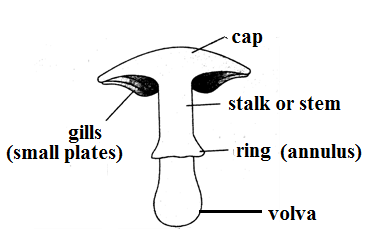 cap
stalk or stem
gills
(small plates)
ring (annulus)
volva